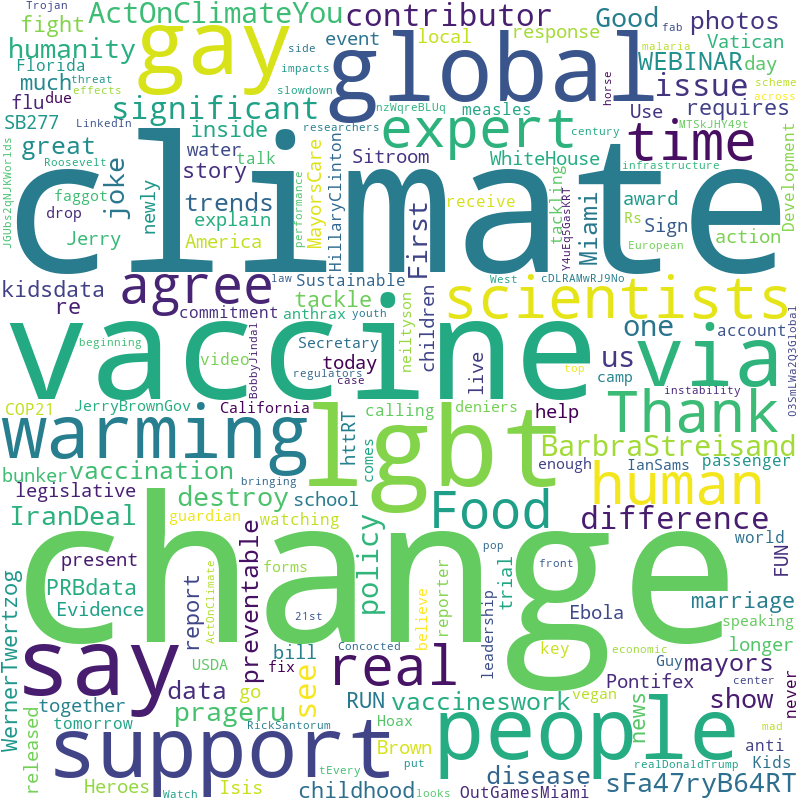 Trojan
ActOnClimateYou
contributor
Good
fab
photos
fight
gay
global
side
event
local
response
malaria
humanity
Florida
impacts
WEBINAR
Vatican
day
much
threat
effects
slowdown
nzWqreBLUq
issue
scheme
across
flu
due
significant
expert
measles
horse
Use
requires
SB277
LinkedIn
researchers
century
time
MTSkJHY49t
great
inside
water
Sitroom
WhiteHouse
infrastructure
Roosevelt
story
talk
climate
JGUbs2qNJKWorlds
joke
newly
trends
performance
MayorsCare
HillaryClinton
receive
tackling
Y4uEq5GasKRT
Miami
award
Development
faggot
drop
explain
First
Rs
Sign
action
Jerry
America
European
kidsdata
agree
law
Sustainable
West
cDLRAMwRJ9No
re
commitment
tackle
scientists
anthrax
youth
children
neiltyson
one
account
O3SmLWa2Q3Global
vaccine
beginning
BobbyJindal
Secretary
today
live
us
via
video
regulators
case
camp
top
instability
COP21
JerryBrownGov
California
calling
deniers
help
Thank
warming
lgbt
httRT
comes
BarbraStreisand
bunker
vaccination
enough
IanSams
passenger
legislative
destroy
bringing
school
Food
human
IranDeal
guardian
watching
policy
difference
change
present
preventable
forms
pop
front
world
FUN
PRBdata
report
ActOnClimate
trial
reporter
Evidence
21st
believe
leadership
Ebola
marriage
speaking
WernerTwertzog
bill
Concocted
key
economic
longer
say
USDA
fix
real
Guy
mayors
data
go
see
Pontifex
center
never
together
prageru
RUN
vaccineswork
news
show
released
tomorrow
RickSantorum
Hoax
vegan
support
people
mad
Brown
anti
tEvery
put
disease
realDonaldTrump
Kids
Heroes
Isis
childhood
Watch
looks
OutGamesMiami
sFa47ryB64RT